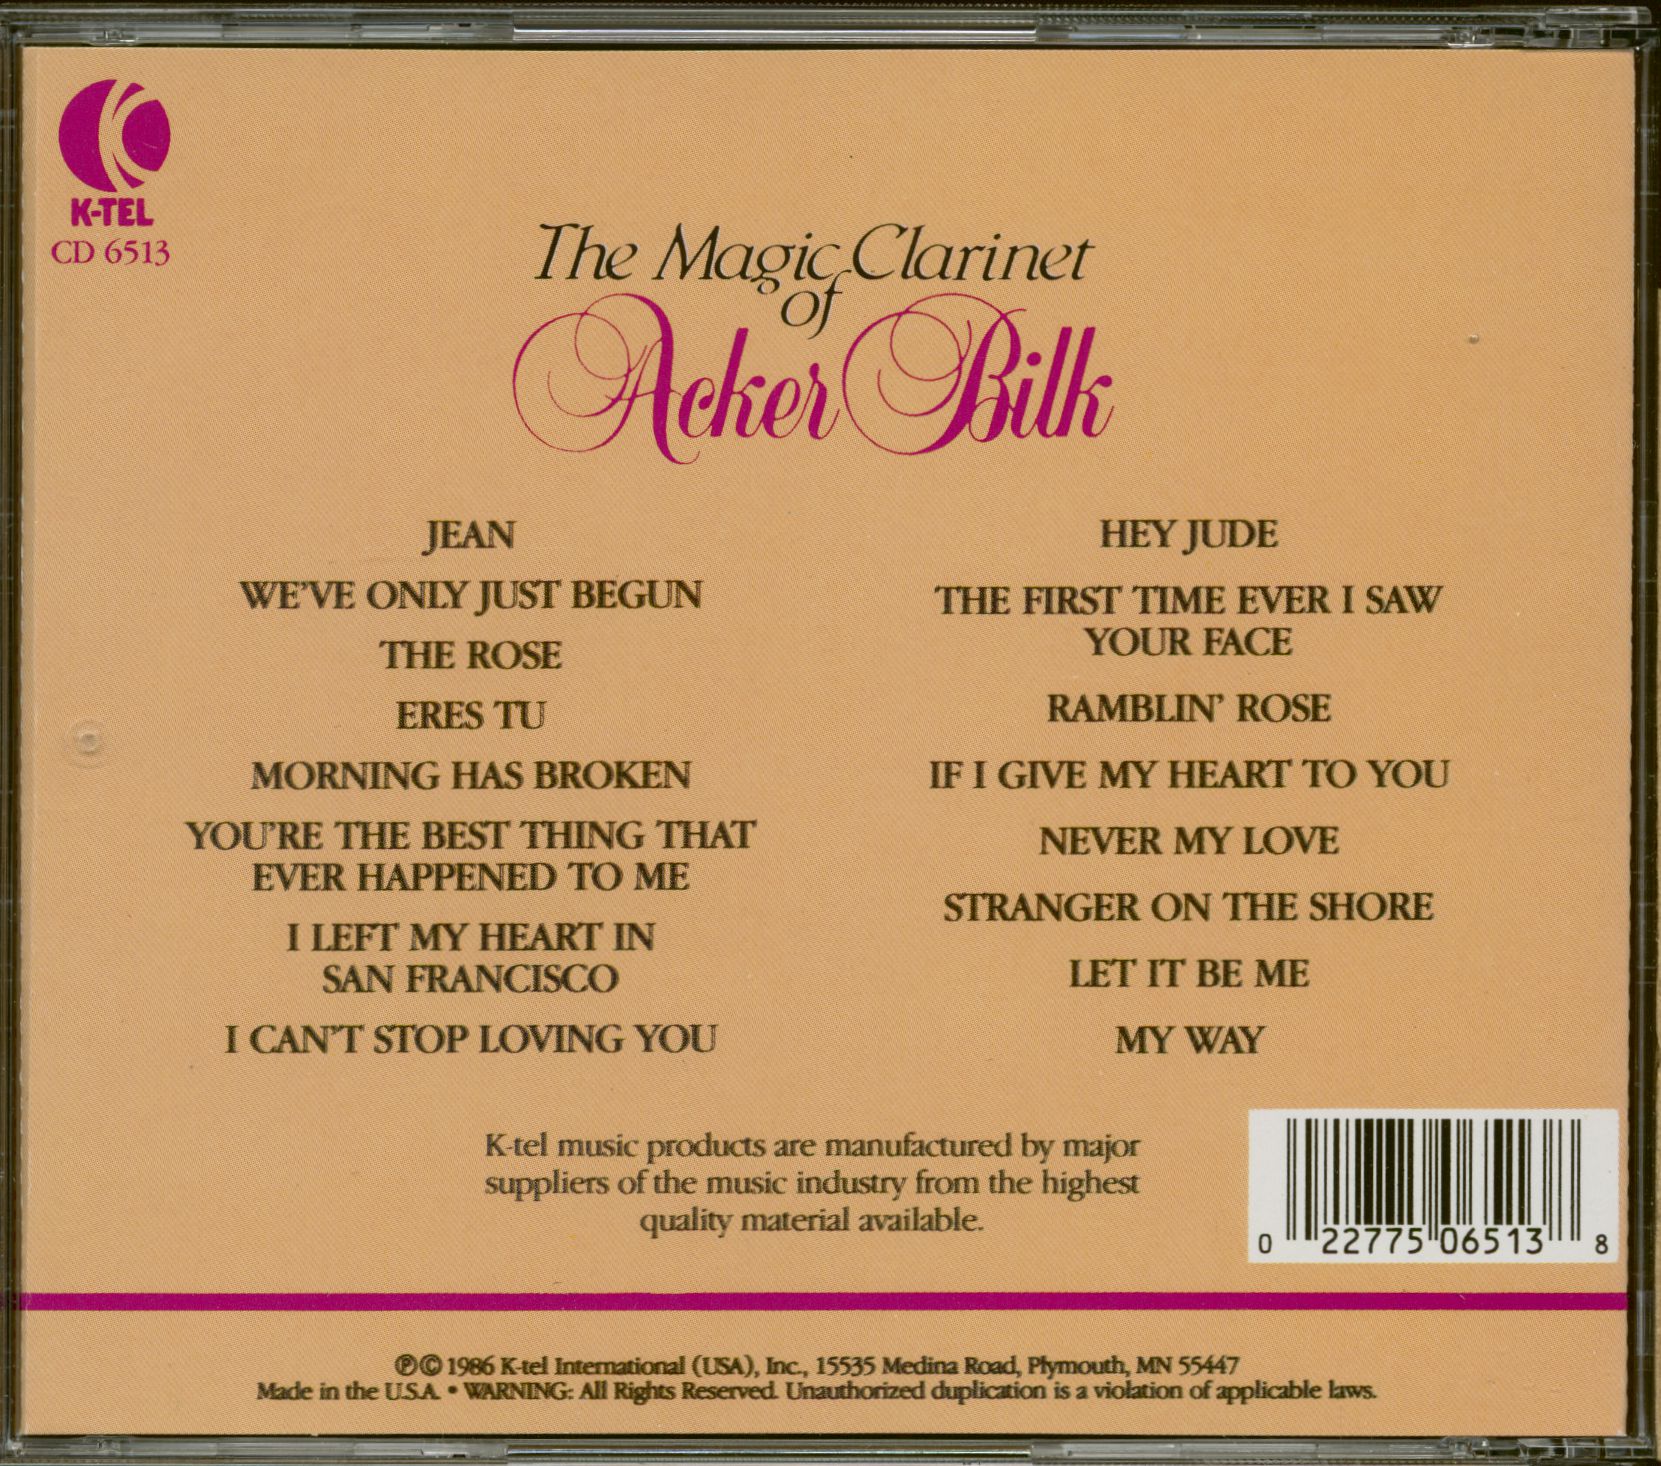 K-TEL
CD 6513
The Magic Clarinet
of
Acker Bilk
JEAN
WE'VE ONLY JUST BEGUN
THE ROSE
ERES TU
MORNING HAS BROKEN
YOU'RE THE BEST THING THAT
EVER HAPPENED TO ME
I LEFT MY HEART IN
SAN FRANCISCO
I CAN'T STOP LOVING YOU
HEY JUDE
THE FIRST TIME EVER I SAW
YOUR FACE
RAMBLIN' ROSE
IF I GIVE MY HEART TO YOU
NEVER MY LOVE
STRANGER ON THE SHORE
LET IT BE ME
MY WAY
K-tel music products are manufactured by major
suppliers of the music industry from the highest
quality material available.
0 22775 06513 8
℗© 1986 K-tel International (USA), Inc., 15535 Medina Road, Plymouth, MN 55447
Made in the U.S.A. • WARNING: All Rights Reserved. Unauthorized duplication is a violation of applicable laws.